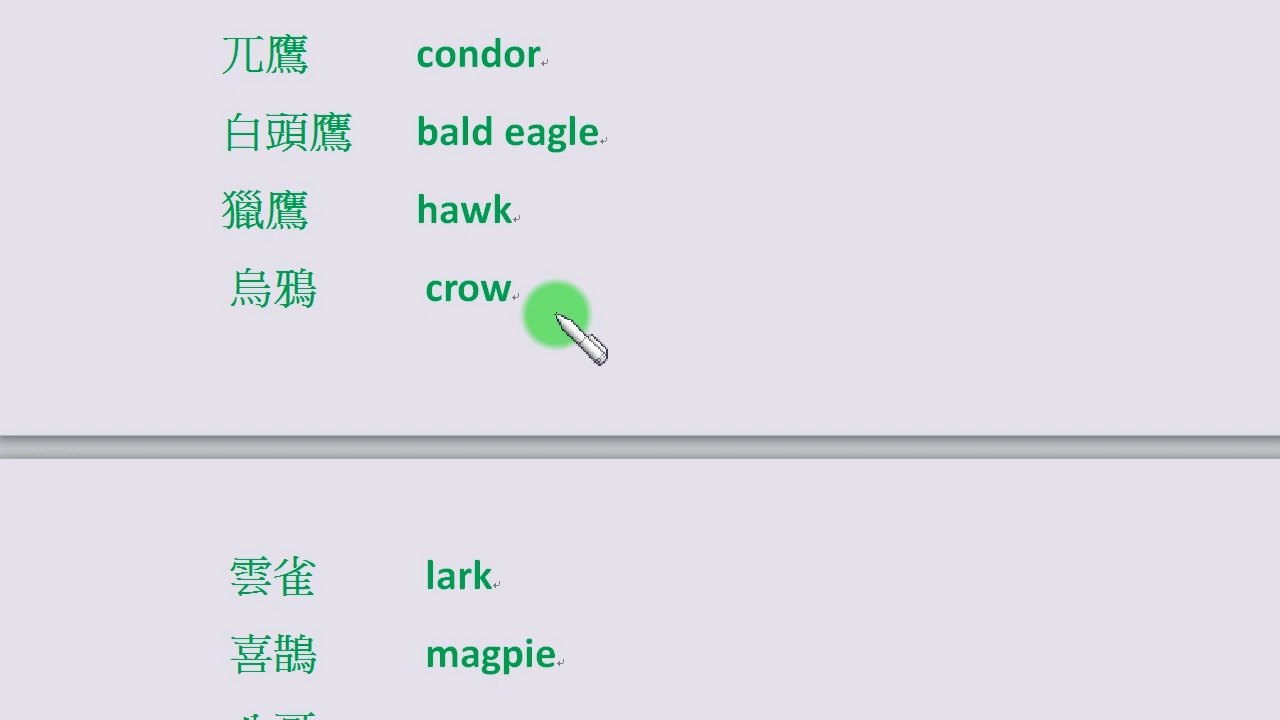 兀鷹 condor
白頭鷹 bald eagle
獵鷹 hawk
烏鴉 crow
雲雀 lark
喜鵲 magpie